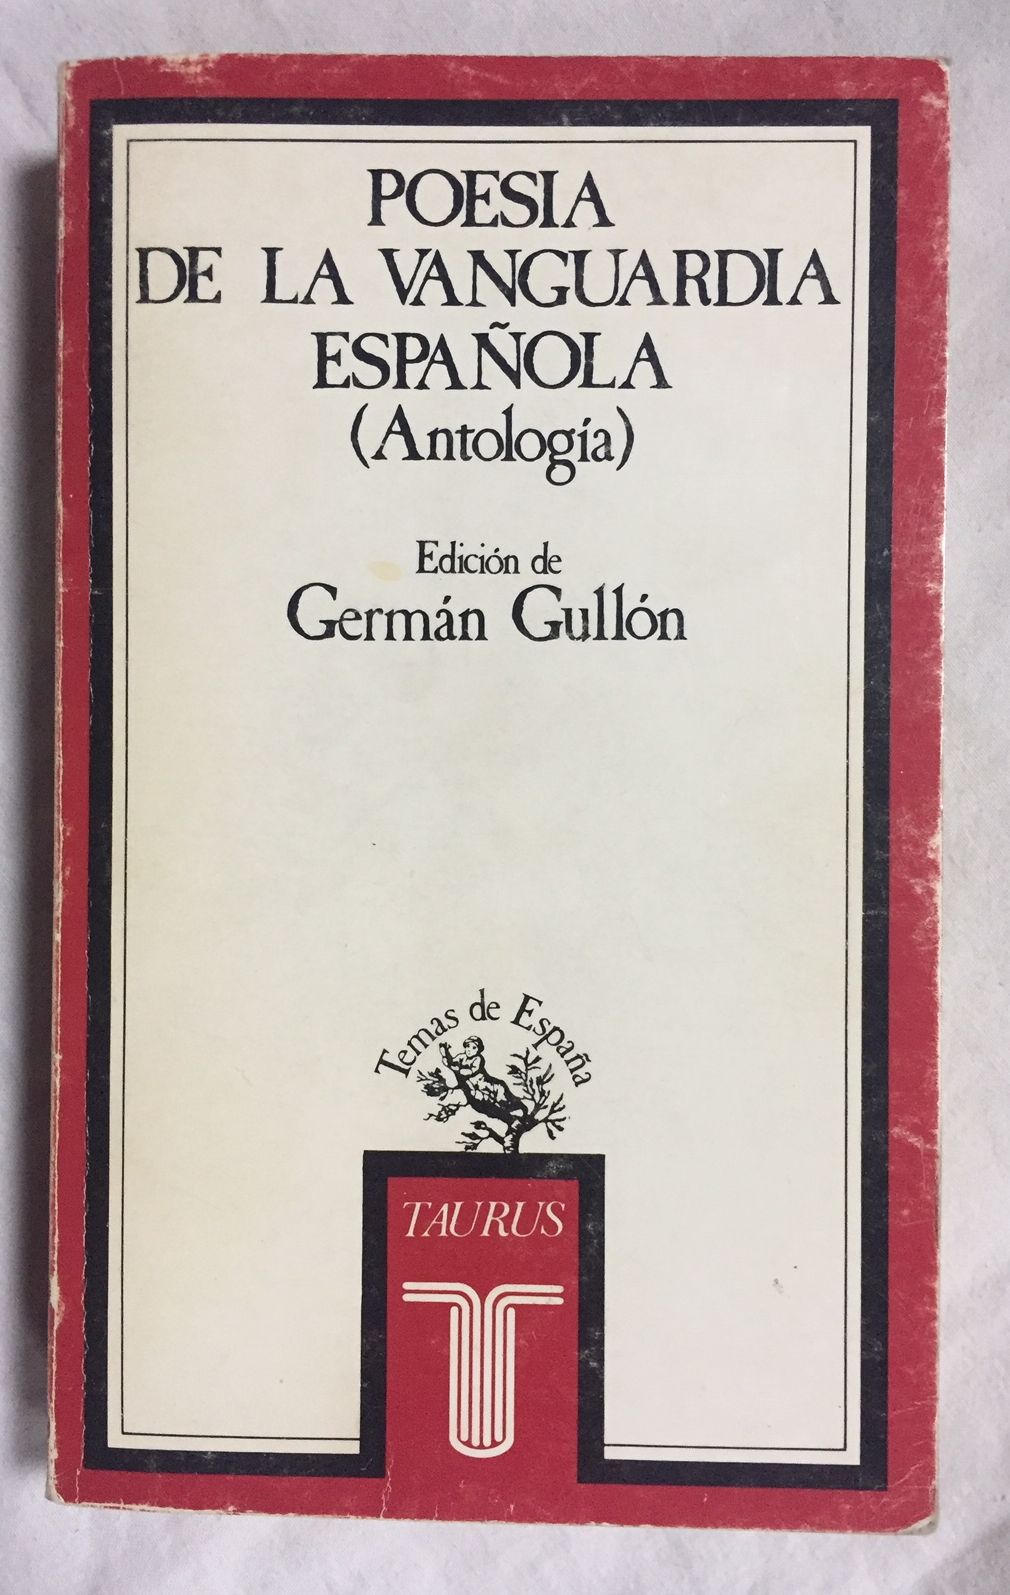 POESIA
DE LA VANGUARDIA
ESPAÑOLA
(Antología)
Edición de
Germán Gullón
Temas de España
TAURUS